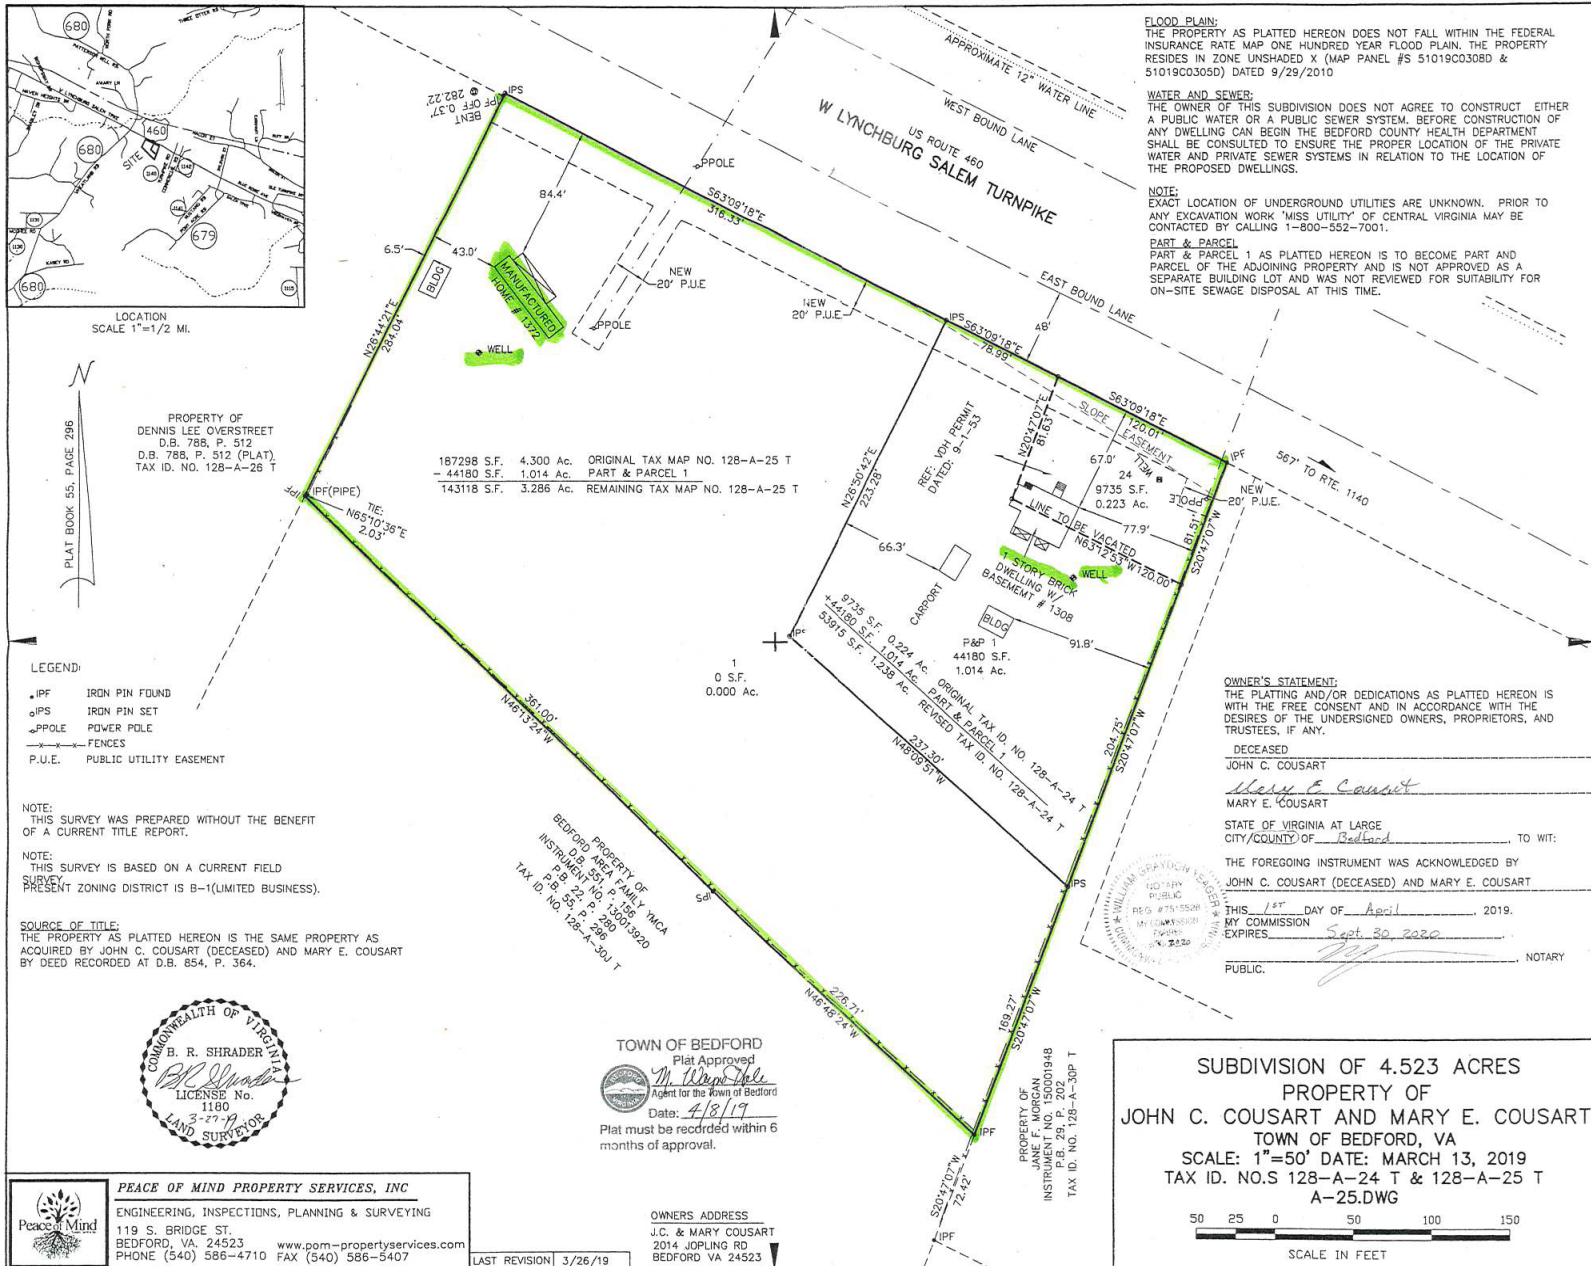 FLOOD PLAIN:
THE PROPERTY AS PLATTED HEREON DOES NOT FALL WITHIN THE FEDERAL
INSURANCE RATE MAP ONE HUNDRED YEAR FLOOD PLAIN. THE PROPERTY
RESIDES IN ZONE UNSHADED X (MAP PANEL #S 51019C0308D &
51019C0305D) DATED 9/29/2010
WATER AND SEWER:
THE OWNER OF THIS SUBDIVISION DOES NOT AGREE TO CONSTRUCT EITHER
A PUBLIC WATER OR A PUBLIC SEWER SYSTEM. BEFORE CONSTRUCTION OF
ANY DWELLING CAN BEGIN THE BEDFORD COUNTY HEALTH DEPARTMENT
SHALL BE CONSULTED TO ENSURE THE PROPER LOCATION OF THE PRIVATE
WATER AND PRIVATE SEWER SYSTEMS IN RELATION TO THE LOCATION OF
THE PROPOSED DWELLINGS.
NOTE:
EXACT LOCATION OF UNDERGROUND UTILITIES ARE UNKNOWN. PRIOR TO
ANY EXCAVATION WORK 'MISS UTILITY' OF CENTRAL VIRGINIA MAY BE
CONTACTED BY CALLING 1-800-552-7001.
PART & PARCEL
PART & PARCEL 1 AS PLATTED HEREON IS TO BECOME PART AND
PARCEL OF THE ADJOINING PROPERTY AND IS NOT APPROVED AS A
SEPARATE BUILDING LOT AND WAS NOT REVIEWED FOR SUITABILITY FOR
ON-SITE SEWAGE DISPOSAL AT THIS TIME.
680
460
680
SITE
679
680
LOCATION
SCALE 1"=1/2 MI.
APPROXIMATE 12" WATER LINE
WEST BOUND LANE
US ROUTE 460
W LYNCHBURG SALEM TURNPIKE
EAST BOUND LANE
48'
IPS
BENT
IPF OFF 0.37'
@ 282.22'
PPOLE
S63°09'18"E
316.33'
84.4'
6.5'
43.0'
BLDG
MANUFACTURED
HOME # 1372
NEW
20' P.U.E
PPOLE
WELL
NEW
20' P.U.E.
IPS
S63°09'18"E
78.99'
S63°09'18"E
120.01'
SLOPE EASEMENT
IPF
567' TO RTE. 1140
N26°44'21"E
284.04'
N
PLAT BOOK 55, PAGE 296
PROPERTY OF
DENNIS LEE OVERSTREET
D.B. 788, P. 512
D.B. 788, P. 512 (PLAT)
TAX ID. NO. 128-A-26 T
IPF
IPF(PIPE)
TIE:
N65°10'36"E
2.03'
187298 S.F. 4.300 Ac. ORIGINAL TAX MAP NO. 128-A-25 T
- 44180 S.F. 1.014 Ac. PART & PARCEL 1
143118 S.F. 3.286 Ac. REMAINING TAX MAP NO. 128-A-25 T
REF: VDH PERMIT
DATED: 9-1-53
N20°47'07"E
81.63'
N26°50'42"E
223.28'
67.0'
WELL
24
9735 S.F.
0.223 Ac.
PPOLE
NEW
20' P.U.E.
77.9'
81.51'
S20°47'07"W
LINE TO BE VACATED
N63°12'53"W 120.00'
66.3'
CARPORT
1 STORY BRICK
DWELLING W/
BASEMEMT # 1308
WELL
BLDG
91.8'
P&P 1
44180 S.F.
1.014 Ac.
9735 S.F. 0.224 Ac. ORIGINAL TAX ID. NO. 128-A-24 T
+44180 S.F. 1.014 Ac. PART & PARCEL 1
53915 S.F. 1.238 Ac. REVISED TAX ID. NO. 128-A-24 T
IPS
1
0 S.F.
0.000 Ac.
237.30'
N48°09'51"W
204.75'
S20°47'07"W
IPS
361.00'
N46°13'24"W
IPS
226.71'
N46°48'24"W
169.27'
S20°47'07"W
IPF
S20°47'07"W
72.42'
IPF
LEGEND:
IPF IRON PIN FOUND
IPS IRON PIN SET
PPOLE POWER POLE
-x-x-x- FENCES
P.U.E. PUBLIC UTILITY EASEMENT
NOTE:
THIS SURVEY WAS PREPARED WITHOUT THE BENEFIT
OF A CURRENT TITLE REPORT.
NOTE:
THIS SURVEY IS BASED ON A CURRENT FIELD
SURVEY.
PRESENT ZONING DISTRICT IS B-1(LIMITED BUSINESS).
SOURCE OF TITLE:
THE PROPERTY AS PLATTED HEREON IS THE SAME PROPERTY AS
ACQUIRED BY JOHN C. COUSART (DECEASED) AND MARY E. COUSART
BY DEED RECORDED AT D.B. 854, P. 364.
PROPERTY OF
BEDFORD AREA FAMILY YMCA
D.B. 551, P. 156
INSTRUMENT NO. 130013920
P.B. 22, P. 280
P.B. 55, P. 296
TAX ID. NO. 128-A-30J T
PROPERTY OF
JANE F. MORGAN
INSTRUMENT NO. 150001948
P.B. 29, P. 202
TAX ID. NO. 128-A-30P T
OWNER'S STATEMENT:
THE PLATTING AND/OR DEDICATIONS AS PLATTED HEREON IS
WITH THE FREE CONSENT AND IN ACCORDANCE WITH THE
DESIRES OF THE UNDERSIGNED OWNERS, PROPRIETORS, AND
TRUSTEES, IF ANY.
DECEASED
JOHN C. COUSART
Mary E Cousart
MARY E. COUSART
STATE OF VIRGINIA AT LARGE
CITY/COUNTY OF Bedford, TO WIT:
THE FOREGOING INSTRUMENT WAS ACKNOWLEDGED BY
JOHN C. COUSART (DECEASED) AND MARY E. COUSART
THIS 1ST DAY OF April, 2019.
MY COMMISSION
EXPIRES Sept. 30, 2020.
, NOTARY
PUBLIC.
WILLIAM GRAYDON YEAGER
NOTARY
PUBLIC
REG #7515528
MY COMMISSION
EXPIRES
COMMONWEALTH OF VIRGINIA
B. R. SHRADER
LICENSE No.
1180
3-27-19
LAND SURVEYOR
TOWN OF BEDFORD
Plat Approved
M. Wayne Hale
Agent for the Town of Bedford
Date: 4/8/19
Plat must be recorded within 6
months of approval.
Peace of Mind
PEACE OF MIND PROPERTY SERVICES, INC
ENGINEERING, INSPECTIONS, PLANNING & SURVEYING
119 S. BRIDGE ST.
BEDFORD, VA. 24523 www.pom-propertyservices.com
PHONE (540) 586-4710 FAX (540) 586-5407
LAST REVISION 3/26/19
OWNERS ADDRESS
J.C. & MARY COUSART
2014 JOPLING RD
BEDFORD VA 24523
SUBDIVISION OF 4.523 ACRES
PROPERTY OF
JOHN C. COUSART AND MARY E. COUSART
TOWN OF BEDFORD, VA
SCALE: 1"=50' DATE: MARCH 13, 2019
TAX ID. NO.S 128-A-24 T & 128-A-25 T
A-25.DWG
50 25 0 50 100 150
SCALE IN FEET